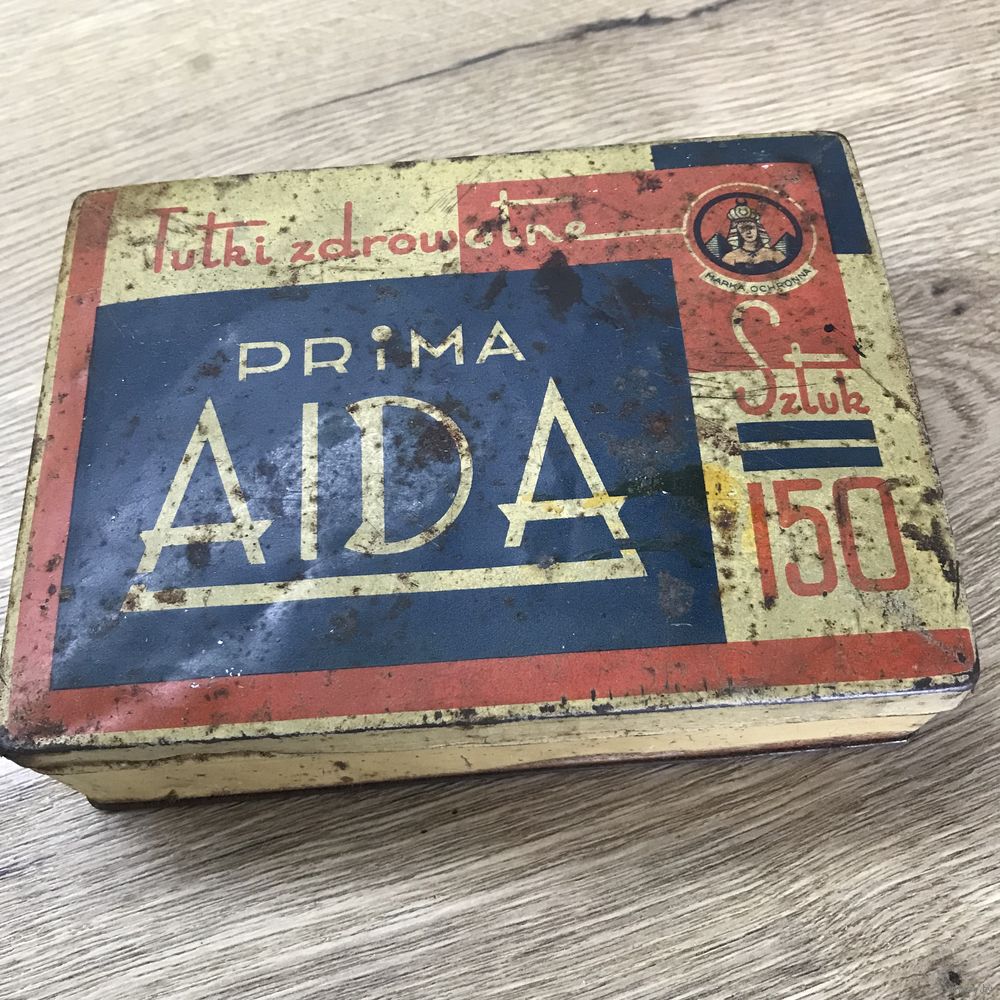 Tutki zdrowotne
MARKA OCHRONNA
PRiMA
AIDA
Sztuk
150